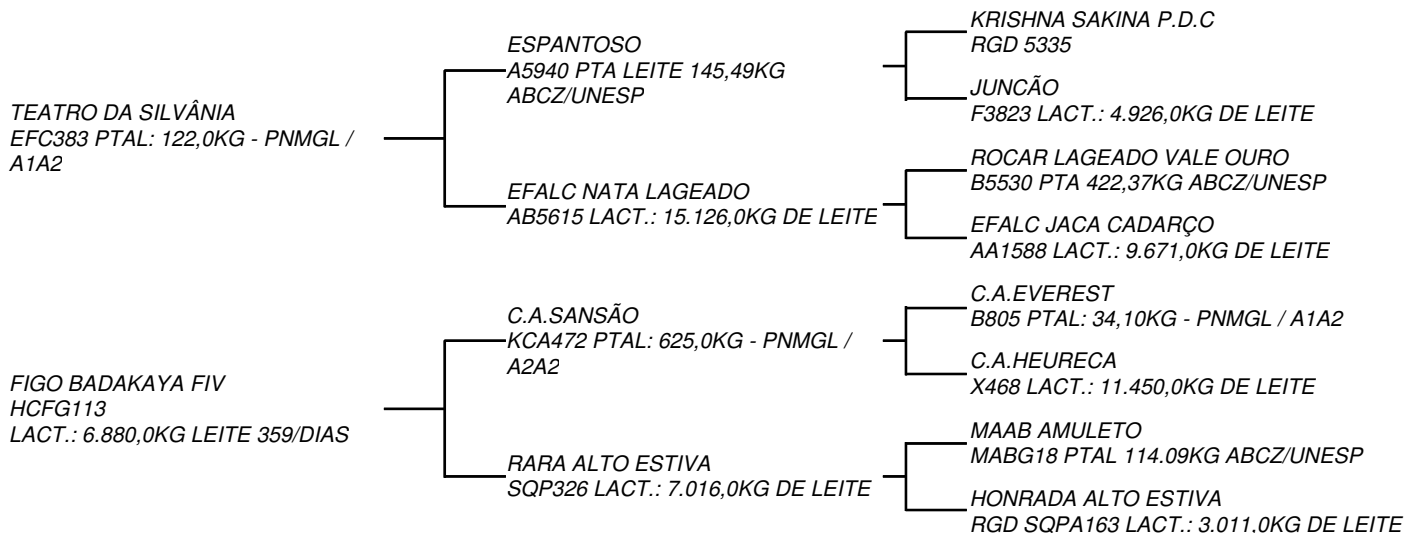 TEATRO DA SILVÂNIA
EFC383 PTAL: 122,0KG - PNMGL /
A1A2
ESPANTOSO
A5940 PTA LEITE 145,49KG
ABCZ/UNESP
KRISHNA SAKINA P.D.C
RGD 5335
JUNCÃO
F3823 LACT.: 4.926,0KG DE LEITE
EFALC NATA LAGEADO
AB5615 LACT.: 15.126,0KG DE LEITE
ROCAR LAGEADO VALE OURO
B5530 PTA 422,37KG ABCZ/UNESP
EFALC JACA CADARÇO
AA1588 LACT.: 9.671,0KG DE LEITE
FIGO BADAKAYA FIV
HCFG113
LACT.: 6.880,0KG LEITE 359/DIAS
C.A.SANSÃO
KCA472 PTAL: 625,0KG - PNMGL /
A2A2
C.A.EVEREST
B805 PTAL: 34,10KG - PNMGL / A1A2
C.A.HEURECA
X468 LACT.: 11.450,0KG DE LEITE
RARA ALTO ESTIVA
SQP326 LACT.: 7.016,0KG DE LEITE
MAAB AMULETO
MABG18 PTAL 114.09KG ABCZ/UNESP
HONRADA ALTO ESTIVA
RGD SQPA163 LACT.: 3.011,0KG DE LEITE